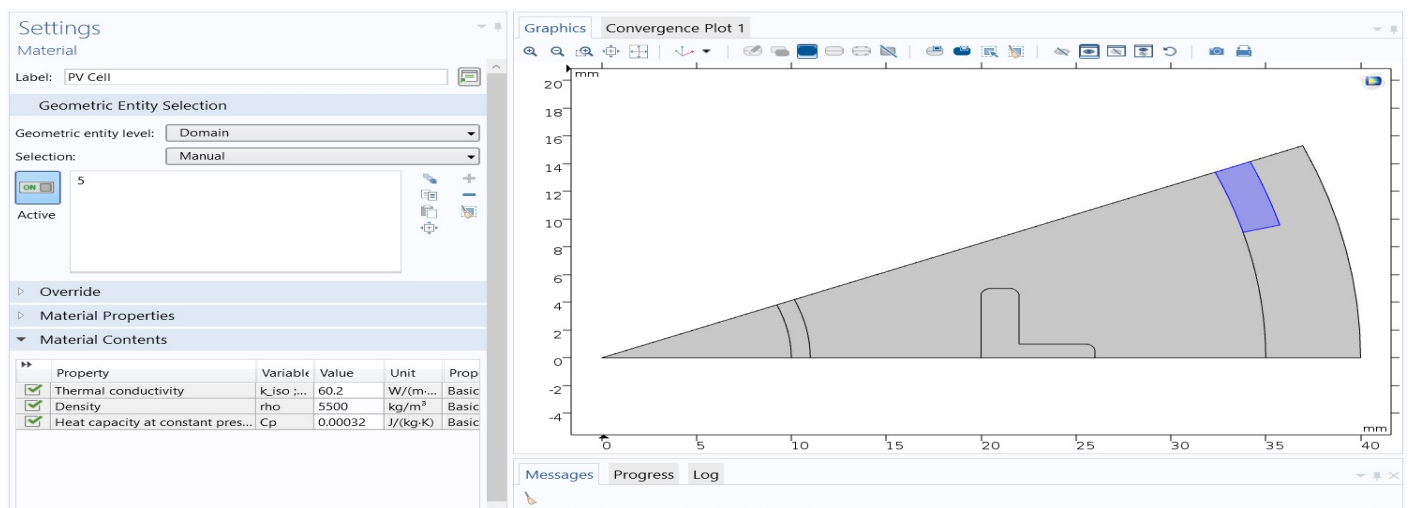 Settings
Material
Label: PV Cell
Geometric Entity Selection
Geometric entity level: Domain
Selection: Manual
5
ON
Active
Override
Material Properties
Material Contents
Property Variable Value Unit Prop
Thermal conductivity k_iso ;... 60.2 W/(m·... Basic
Density rho 5500 kg/m³ Basic
Heat capacity at constant pres... Cp 0.00032 J/(kg·K) Basic
Graphics Convergence Plot 1
mm
20
18
16
14
12
10
8
6
4
2
0
-2
-4
mm
0 5 10 15 20 25 30 35 40
Messages Progress Log